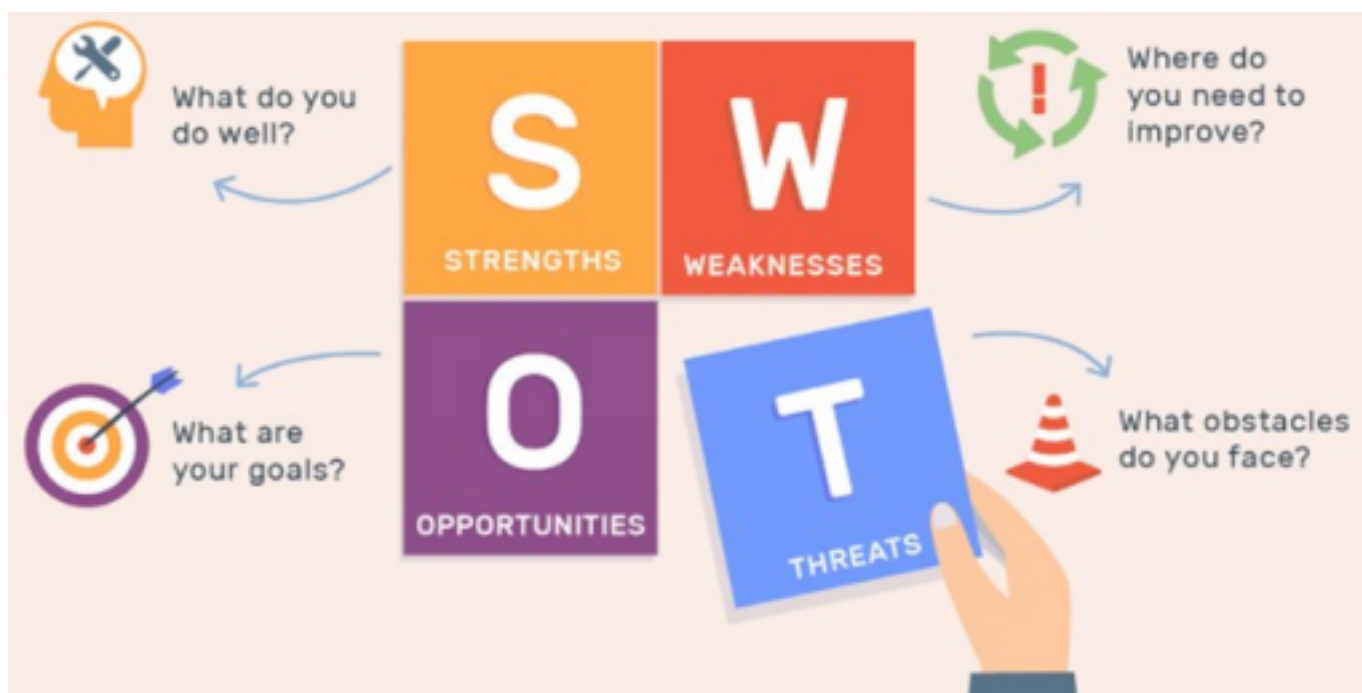 What do you
do well?
S
STRENGTHS
W
WEAKNESSES
Where do
you need to
improve?
What are
your goals?
O
OPPORTUNITIES
T
THREATS
What obstacles
do you face?